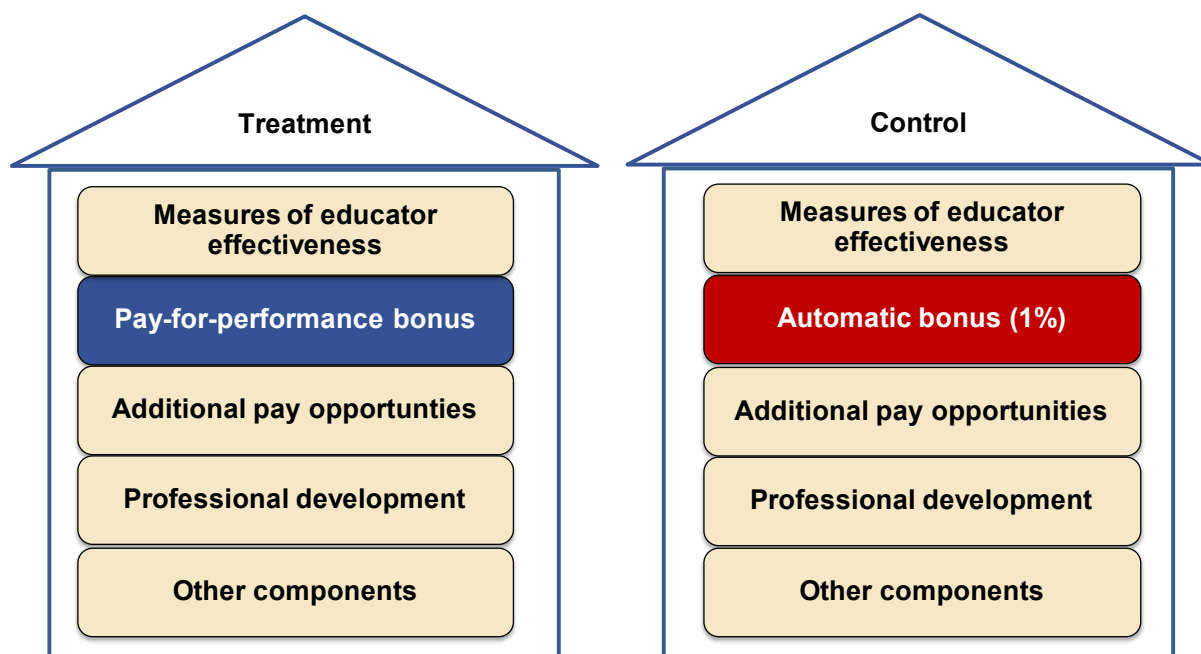 Treatment
Measures of educator
effectiveness
Pay-for-performance bonus
Additional pay opportunties
Professional development
Other components
Control
Measures of educator
effectiveness
Automatic bonus (1%)
Additional pay opportunities
Professional development
Other components